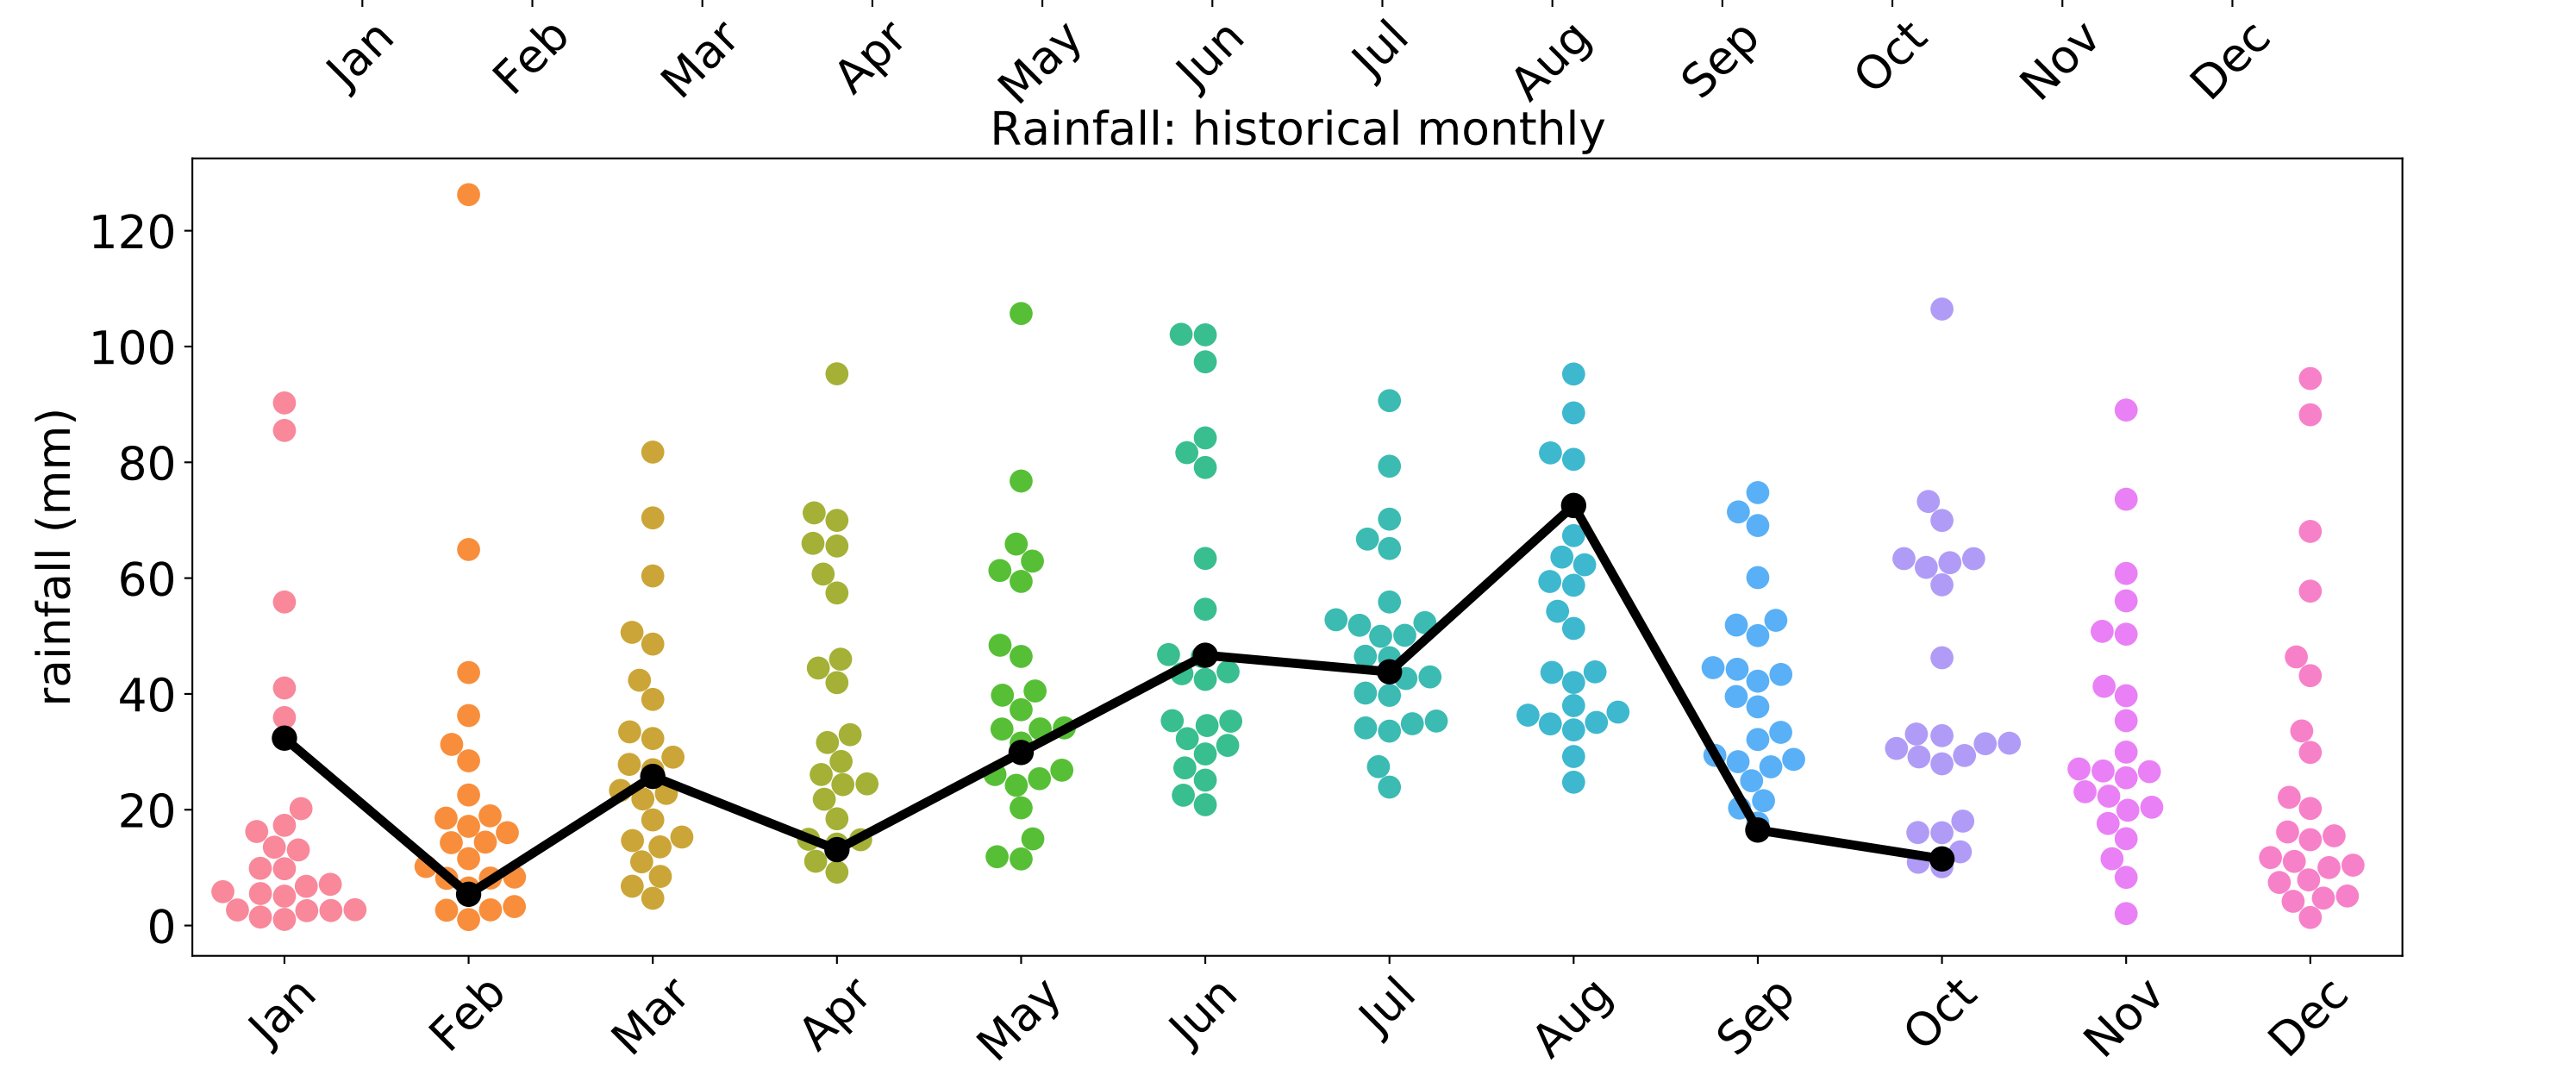 Jan Feb Mar Apr May Jun Jul Aug Sep Oct Nov Dec
Rainfall: historical monthly
rainfall (mm)
120
100
80
60
40
20
0
Jan Feb Mar Apr May Jun Jul Aug Sep Oct Nov Dec